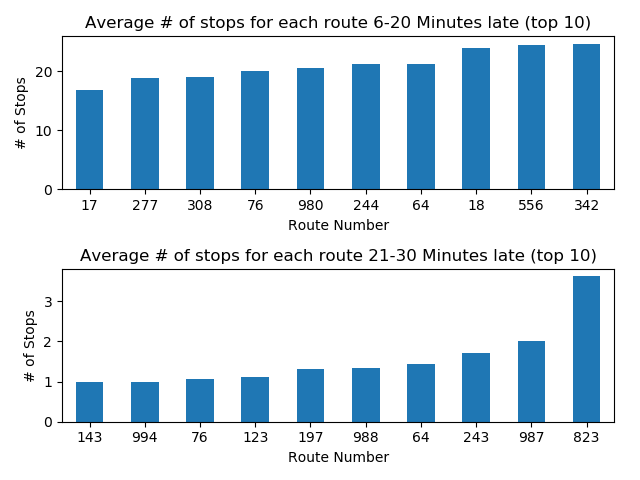 Average # of stops for each route 6-20 Minutes late (top 10)
# of Stops
20
10
0
17 277 308 76 980 244 64 18 556 342
Route Number
Average # of stops for each route 21-30 Minutes late (top 10)
# of Stops
3
2
1
0
143 994 76 123 197 988 64 243 987 823
Route Number